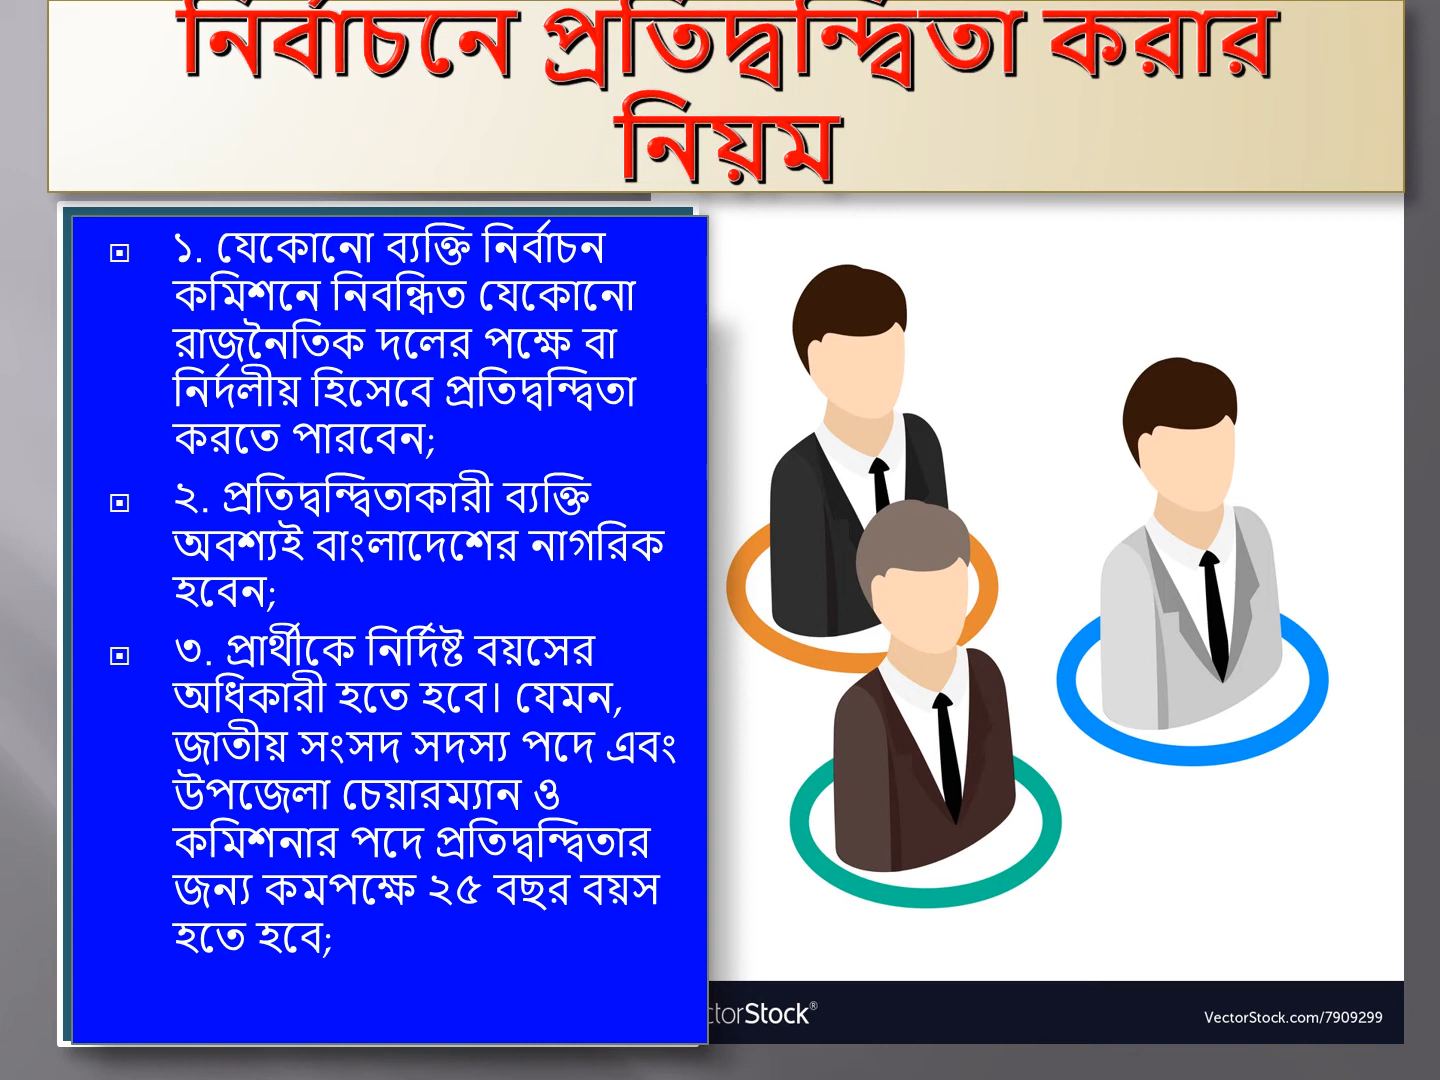 নির্বাচনে প্রতিদ্বন্দ্বিতা করার
নিয়ম
১. যেকোনো ব্যক্তি নির্বাচন
কমিশনে নিবন্ধিত যেকোনো
রাজনৈতিক দলের পক্ষে বা
নির্দলীয় হিসেবে প্রতিদ্বন্দ্বিতা
করতে পারবেন;
২. প্রতিদ্বন্দ্বিতাকারী ব্যক্তি
অবশ্যই বাংলাদেশের নাগরিক
হবেন;
৩. প্রার্থীকে নির্দিষ্ট বয়সের
অধিকারী হতে হবে। যেমন,
জাতীয় সংসদ সদস্য পদে এবং
উপজেলা চেয়ারম্যান ও
কমিশনার পদে প্রতিদ্বন্দ্বিতার
জন্য কমপক্ষে ২৫ বছর বয়স
হতে হবে;
ctorStock®
VectorStock.com/7909299